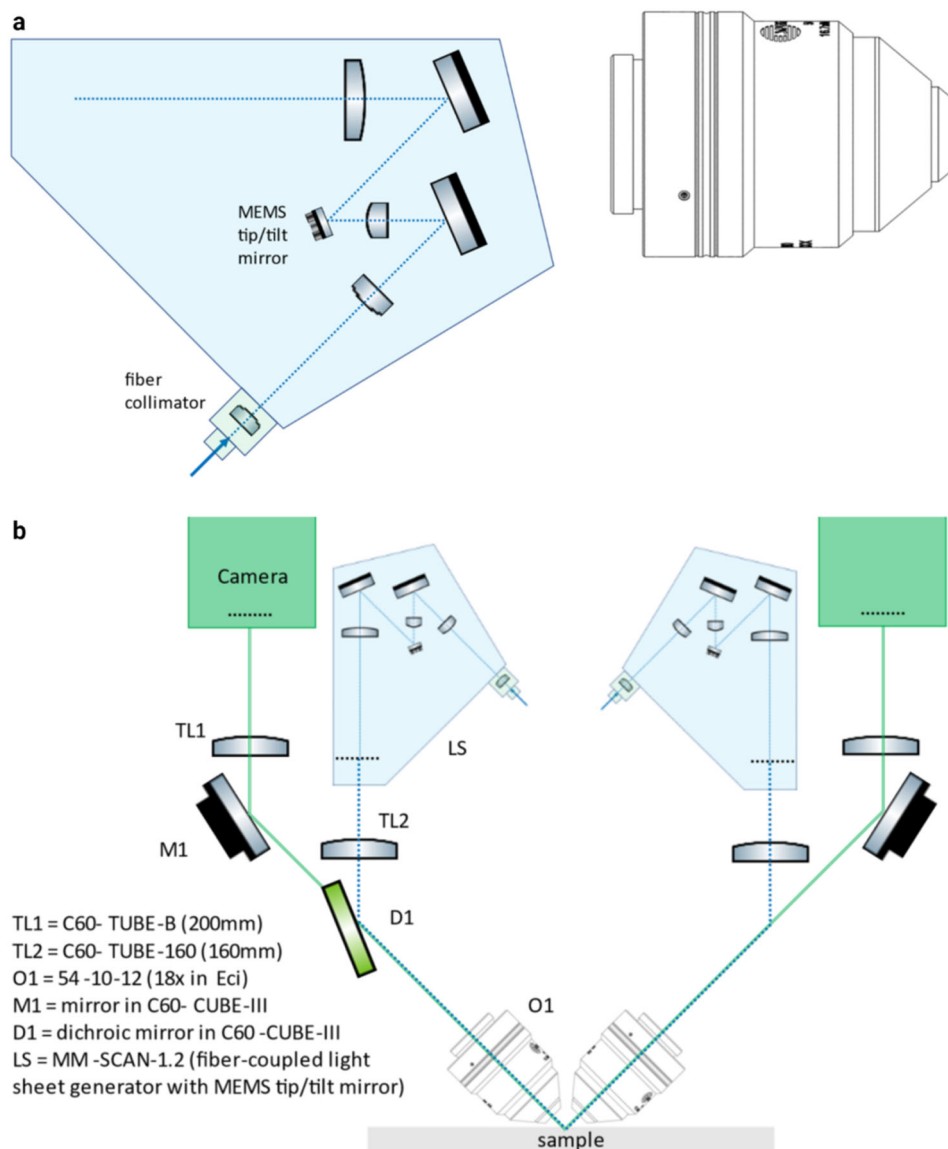 a
MEMS
tip/tilt
mirror
fiber
collimator
b
Camera
TL1
LS
TL2
M1
D1
TL1 = C60- TUBE-B (200mm)
TL2 = C60- TUBE-160 (160mm)
O1 = 54 -10-12 (18x in Eci)
M1 = mirror in C60- CUBE-III
D1 = dichroic mirror in C60 -CUBE-III
LS = MM -SCAN-1.2 (fiber-coupled light
sheet generator with MEMS tip/tilt mirror)
O1
sample